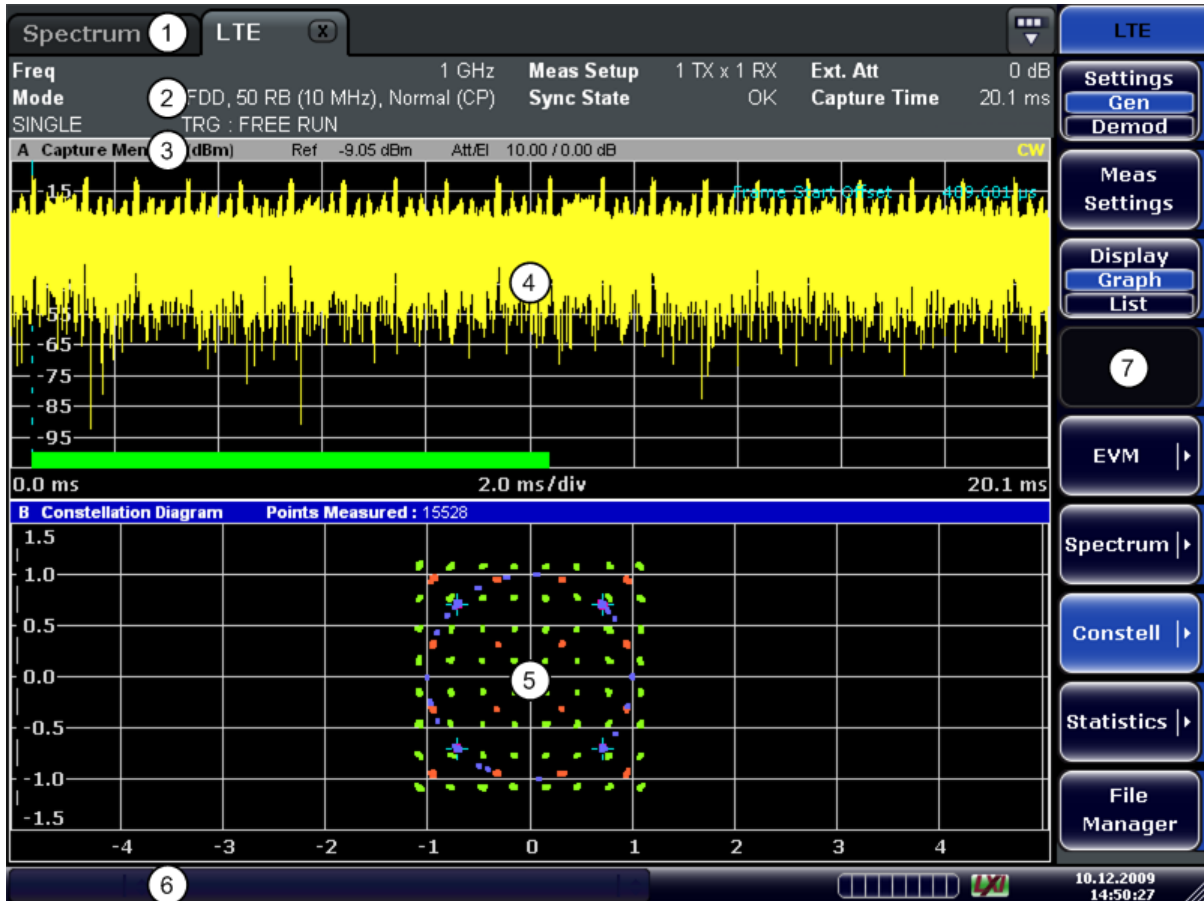 Spectrum 1 LTE X
LTE
Freq 1 GHz Meas Setup 1 TX x 1 RX Ext. Att 0 dB
Mode 2 FDD, 50 RB (10 MHz), Normal (CP) Sync State OK Capture Time 20.1 ms
SINGLE TRG : FREE RUN
A Capture 3 (dBm) Ref -9.05 dBm Att/El 10.00 / 0.00 dB CW
-15 Frame Start Offset
4
-55
-65
-75
-85
-95
0.0 ms 2.0 ms/div 20.1 ms
B Constellation Diagram Points Measured : 15528
1.5
1.0
0.5
0.0
-0.5
-1.0
-1.5
5
-4 -3 -2 -1 0 1 2 3 4
6
LXI
10.12.2009
14:50:27
Settings
Gen
Demod
Meas
Settings
Display
Graph
List
7
EVM
Spectrum
Constell
Statistics
File
Manager